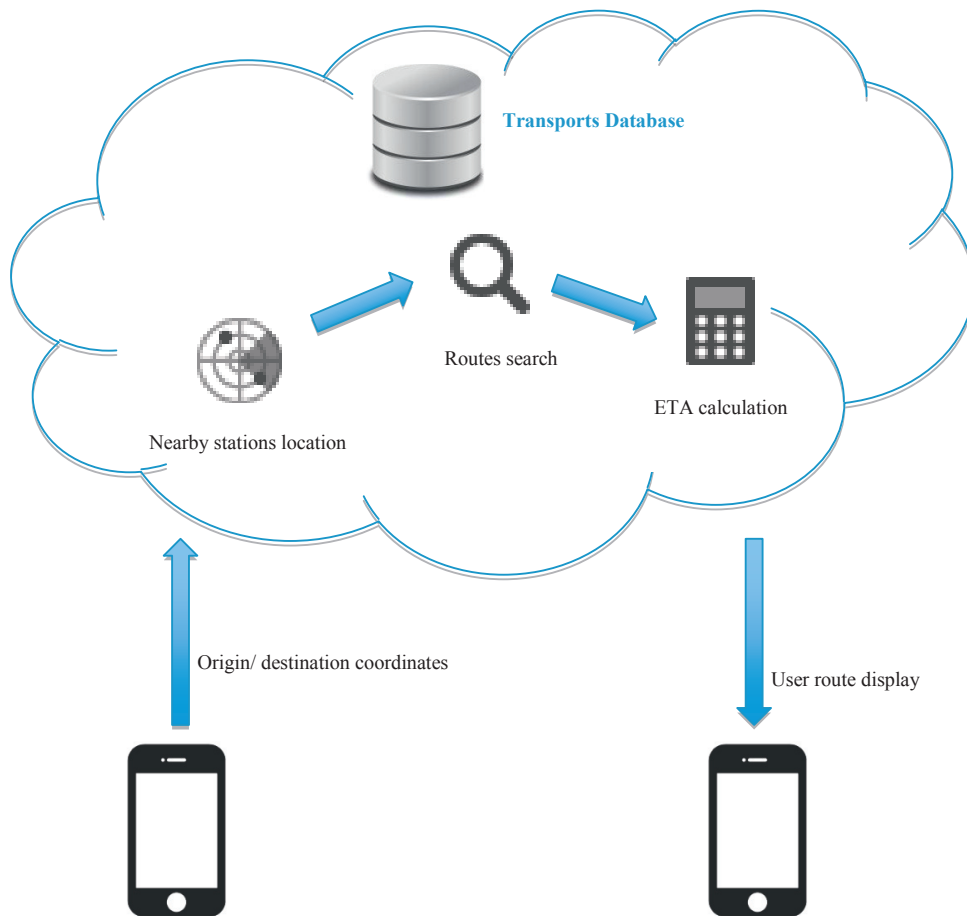 Transports Database
Routes search
ETA calculation
Nearby stations location
Origin/ destination coordinates
User route display